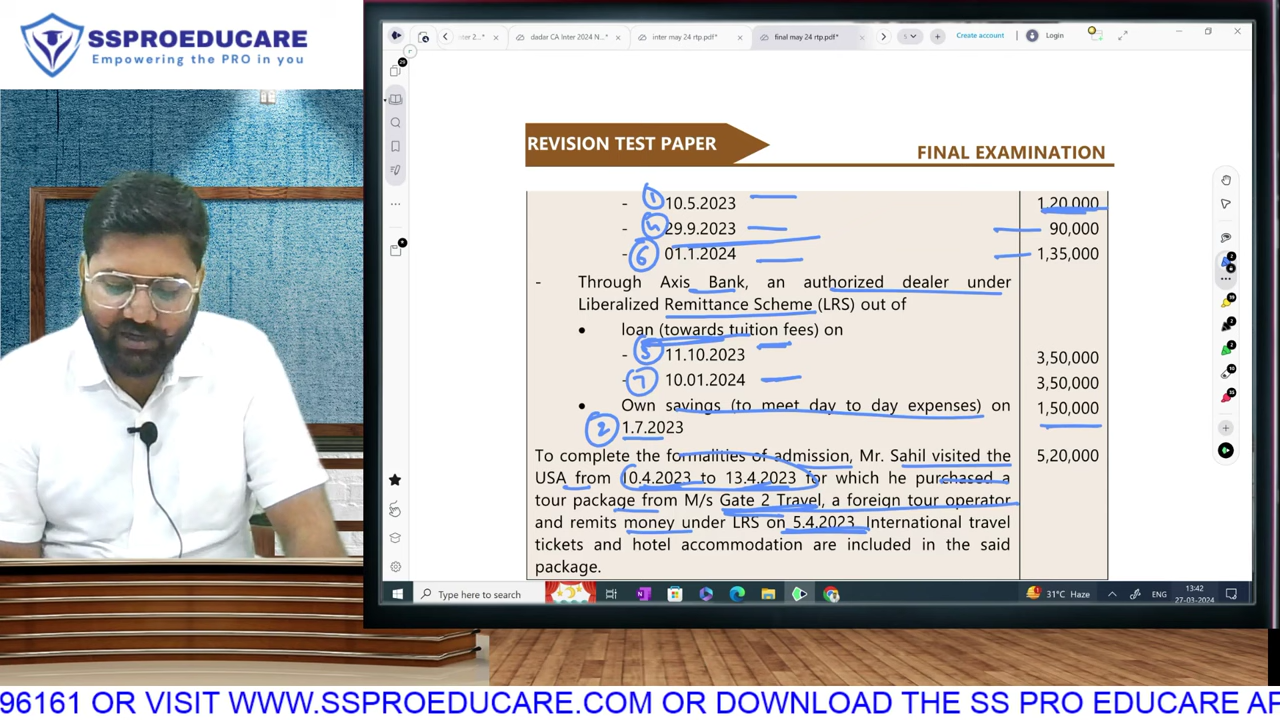 SSPROEDUCARE
Empowering the PRO in you
dadar CA Inter 2024 N...*
inter may 24 rtp.pdf*
final may 24 rtp.pdf*
Create account
Login
REVISION TEST PAPER
FINAL EXAMINATION
- ① 10.5.2023 1,20,000
- ④ 29.9.2023 90,000
- ⑥ 01.1.2024 1,35,000
- Through Axis Bank, an authorized dealer under
Liberalized Remittance Scheme (LRS) out of
• loan (towards tuition fees) on
- ⑤ 11.10.2023 3,50,000
- ⑦ 10.01.2024 3,50,000
• Own savings (to meet day to day expenses) on 1,50,000
② 1.7.2023
To complete the formalities of admission, Mr. Sahil visited the 5,20,000
USA from 10.4.2023 to 13.4.2023 for which he purchased a
tour package from M/s Gate 2 Travel, a foreign tour operator
and remits money under LRS on 5.4.2023. International travel
tickets and hotel accommodation are included in the said
package.
Type here to search
31°C Haze
ENG
13:42
27-03-2024
96161 OR VISIT WWW.SSPROEDUCARE.COM OR DOWNLOAD THE SS PRO EDUCARE AP